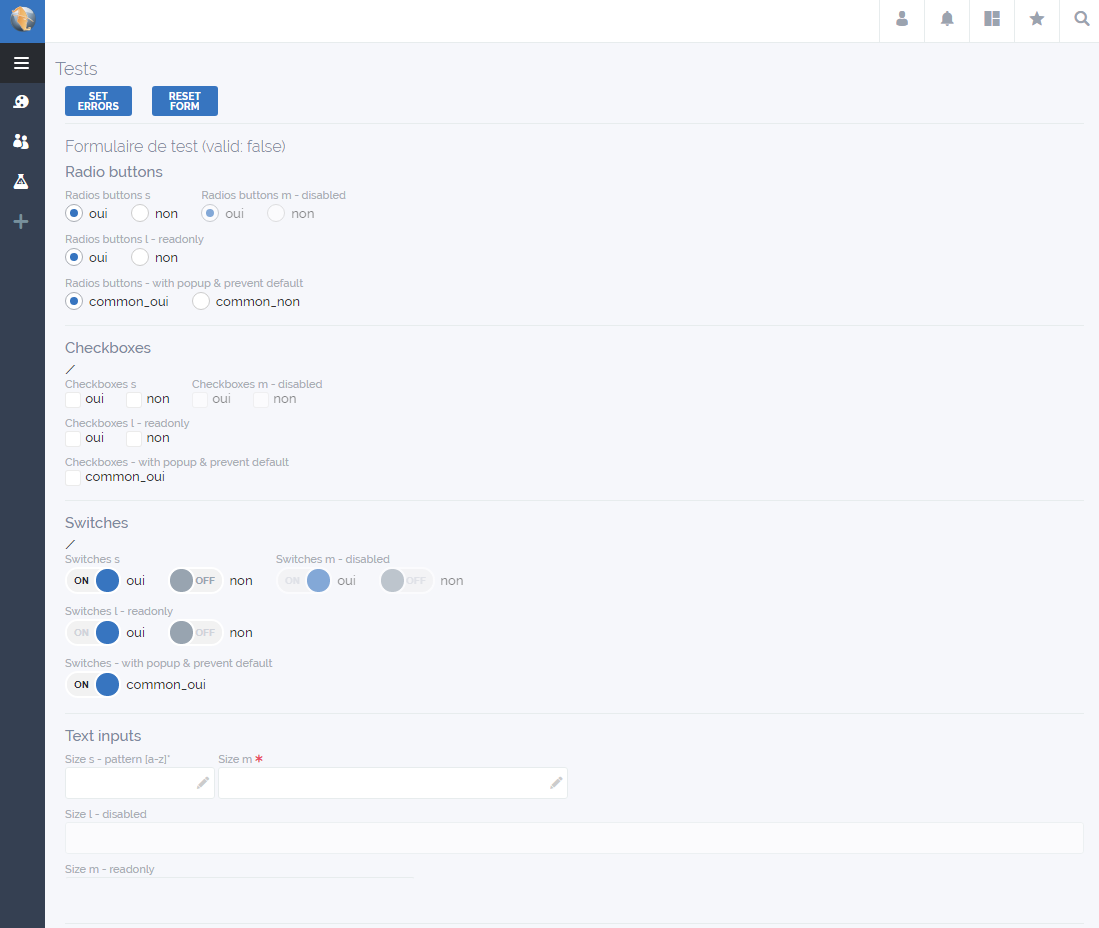 Tests
SET
ERRORS
RESET
FORM
Formulaire de test (valid: false)
Radio buttons
Radios buttons s
Radios buttons m - disabled
oui
non
oui
non
Radios buttons l - readonly
oui
non
Radios buttons - with popup & prevent default
common_oui
common_non
Checkboxes
/
Checkboxes s
Checkboxes m - disabled
oui
non
oui
non
Checkboxes l - readonly
oui
non
Checkboxes - with popup & prevent default
common_oui
Switches
/
Switches s
Switches m - disabled
ON
oui
OFF
non
ON
oui
OFF
non
Switches l - readonly
ON
oui
OFF
non
Switches - with popup & prevent default
ON
common_oui
Text inputs
Size s - pattern [a-z]*
Size m *
Size l - disabled
Size m - readonly